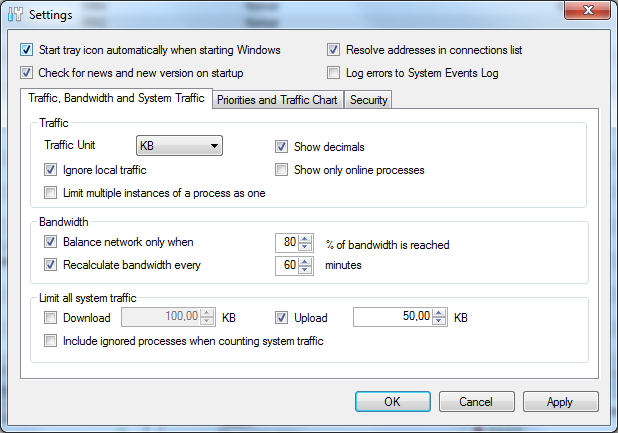 Settings
Start tray icon automatically when starting Windows
Resolve addresses in connections list
Check for news and new version on startup
Log errors to System Events Log
Traffic, Bandwidth and System Traffic Priorities and Traffic Chart Security
Traffic
Traffic Unit KB Show decimals
Ignore local traffic Show only online processes
Limit multiple instances of a process as one
Bandwidth
Balance network only when 80 % of bandwidth is reached
Recalculate bandwidth every 60 minutes
Limit all system traffic
Download 100,00 KB Upload 50,00 KB
Include ignored processes when counting system traffic
OK Cancel Apply